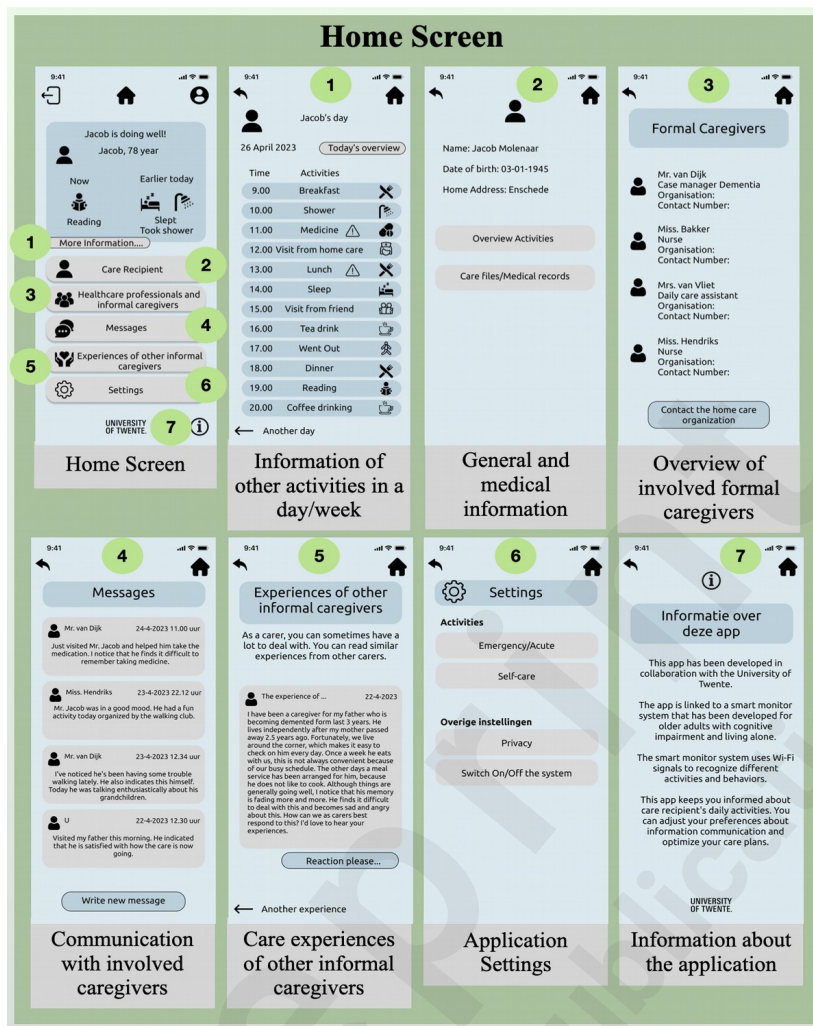 Home Screen
9:41
Jacob is doing well!
Jacob, 78 year
Now
Earlier today
Reading
Slept
Took shower
1
More Information....
Care Recipient
2
3
Healthcare professionals and
informal caregivers
Messages
4
5
Experiences of other informal
caregivers
Settings
6
UNIVERSITY
OF TWENTE.
7
Home Screen
9:41
1
Jacob's day
26 April 2023
Today's overview
Time Activities
9.00 Breakfast
10.00 Shower
11.00 Medicine
12.00 Visit from home care
13.00 Lunch
14.00 Sleep
15.00 Visit from friend
16.00 Tea drink
17.00 Went Out
18.00 Dinner
19.00 Reading
20.00 Coffee drinking
Another day
Information of
other activities in a
day/week
9:41
2
Name: Jacob Molenaar
Date of birth: 03-01-1945
Home Address: Enschede
Overview Activities
Care files/Medical records
General and
medical
information
9:41
3
Formal Caregivers
Mr. van Dijk
Case manager Dementia
Organisation:
Contact Number:
Miss. Bakker
Nurse
Organisation:
Contact Number:
Mrs. van Vliet
Daily care assistant
Organisation:
Contact Number:
Miss. Hendriks
Nurse
Organisation:
Contact Number:
Contact the home care
organization
Overview of
involved formal
caregivers
9:41
4
Messages
Mr. van Dijk 24-4-2023 11.00 uur
Just visited Mr. Jacob and helped him take the
medication. I notice that he finds it difficult to
remember taking medicine.
Miss. Hendriks 23-4-2023 22.12 uur
Mr. Jacob was in a good mood. He had a fun
activity today organized by the walking club.
Mr. van Dijk 23-4-2023 12.34 uur
I've noticed he's been having some trouble
walking lately. He also indicates this himself.
Today he was talking enthusiastically about his
grandchildren.
U 22-4-2023 12.30 uur
Visited my father this morning. He indicated
that he is satisfied with how the care is now
going.
Write new message
Communication
with involved
caregivers
9:41
5
Experiences of other
informal caregivers
As a carer, you can sometimes have a
lot to deal with. You can read similar
experiences from other carers.
The experience of ... 22-4-2023
I have been a caregiver for my father who is
becoming demented form last 3 years. He
lives independently after my mother passed
away 2.5 years ago. Fortunately, we live
around the corner, which makes it easy to
check on him every day. Once a week he eats
with us, this is not always convenient because
of our busy schedule. The other days a meal
service has been arranged for him, because
he does not like to cook. Although things are
generally going well, I notice that his memory
is fading more and more. He finds it difficult
to deal with this and becomes sad and angry
about this. How can we as carers best
respond to this? I'd love to hear your
experiences.
Reaction please...
Another experience
Care experiences
of other informal
caregivers
9:41
6
Settings
Activities
Emergency/Acute
Self-care
Overige instellingen
Privacy
Switch On/Off the system
Application
Settings
9:41
7
Informatie over
deze app
This app has been developed in
collaboration with the University of
Twente.
The app is linked to a smart monitor
system that has been developed for
older adults with cognitive
impairment and living alone.
The smart monitor system uses Wi-Fi
signals to recognize different
activities and behaviors.
This app keeps you informed about
care recipient's daily activities. You
can adjust your preferences about
information communication and
optimize your care plans.
UNIVERSITY
OF TWENTE.
Information about
the application